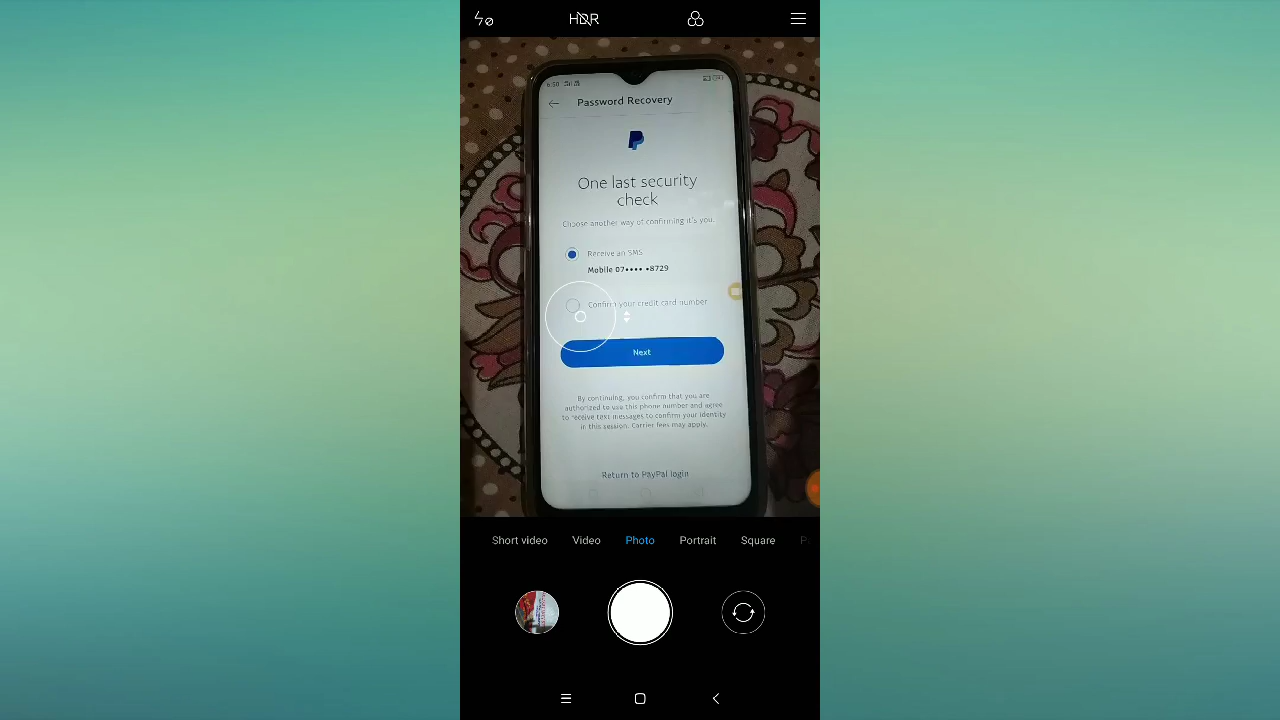 HDR
6:50
Password Recovery
One last security
check
Choose another way of confirming it's you.
Receive an SMS
Mobile 07•••• •8729
Confirm your credit card number
Next
By continuing, you confirm that you are
authorized to use this phone number and agree
to receive text messages to confirm your identity
in this session. Carrier fees may apply.
Return to PayPal login
Short video Video Photo Portrait Square